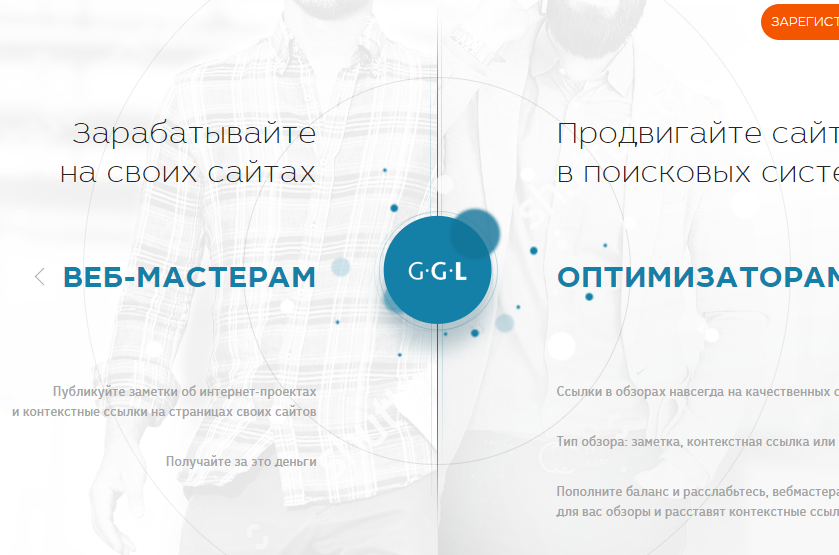 Зарабатывайте
на своих сайтах
ВЕБ-МАСТЕРАМ
Публикуйте заметки об интернет-проектах
и контекстные ссылки на страницах своих сайтов
Получайте за это деньги
G·G·L
ЗАРЕГИСТ
Продвигайте сайт
в поисковых систе
ОПТИМИЗАТОРАМ
Ссылки в обзорах навсегда на качественных с
Тип обзора: заметка, контекстная ссылка или
Пополните баланс и расслабьтесь, вебмастера
для вас обзоры и расставят контекстные ссыл